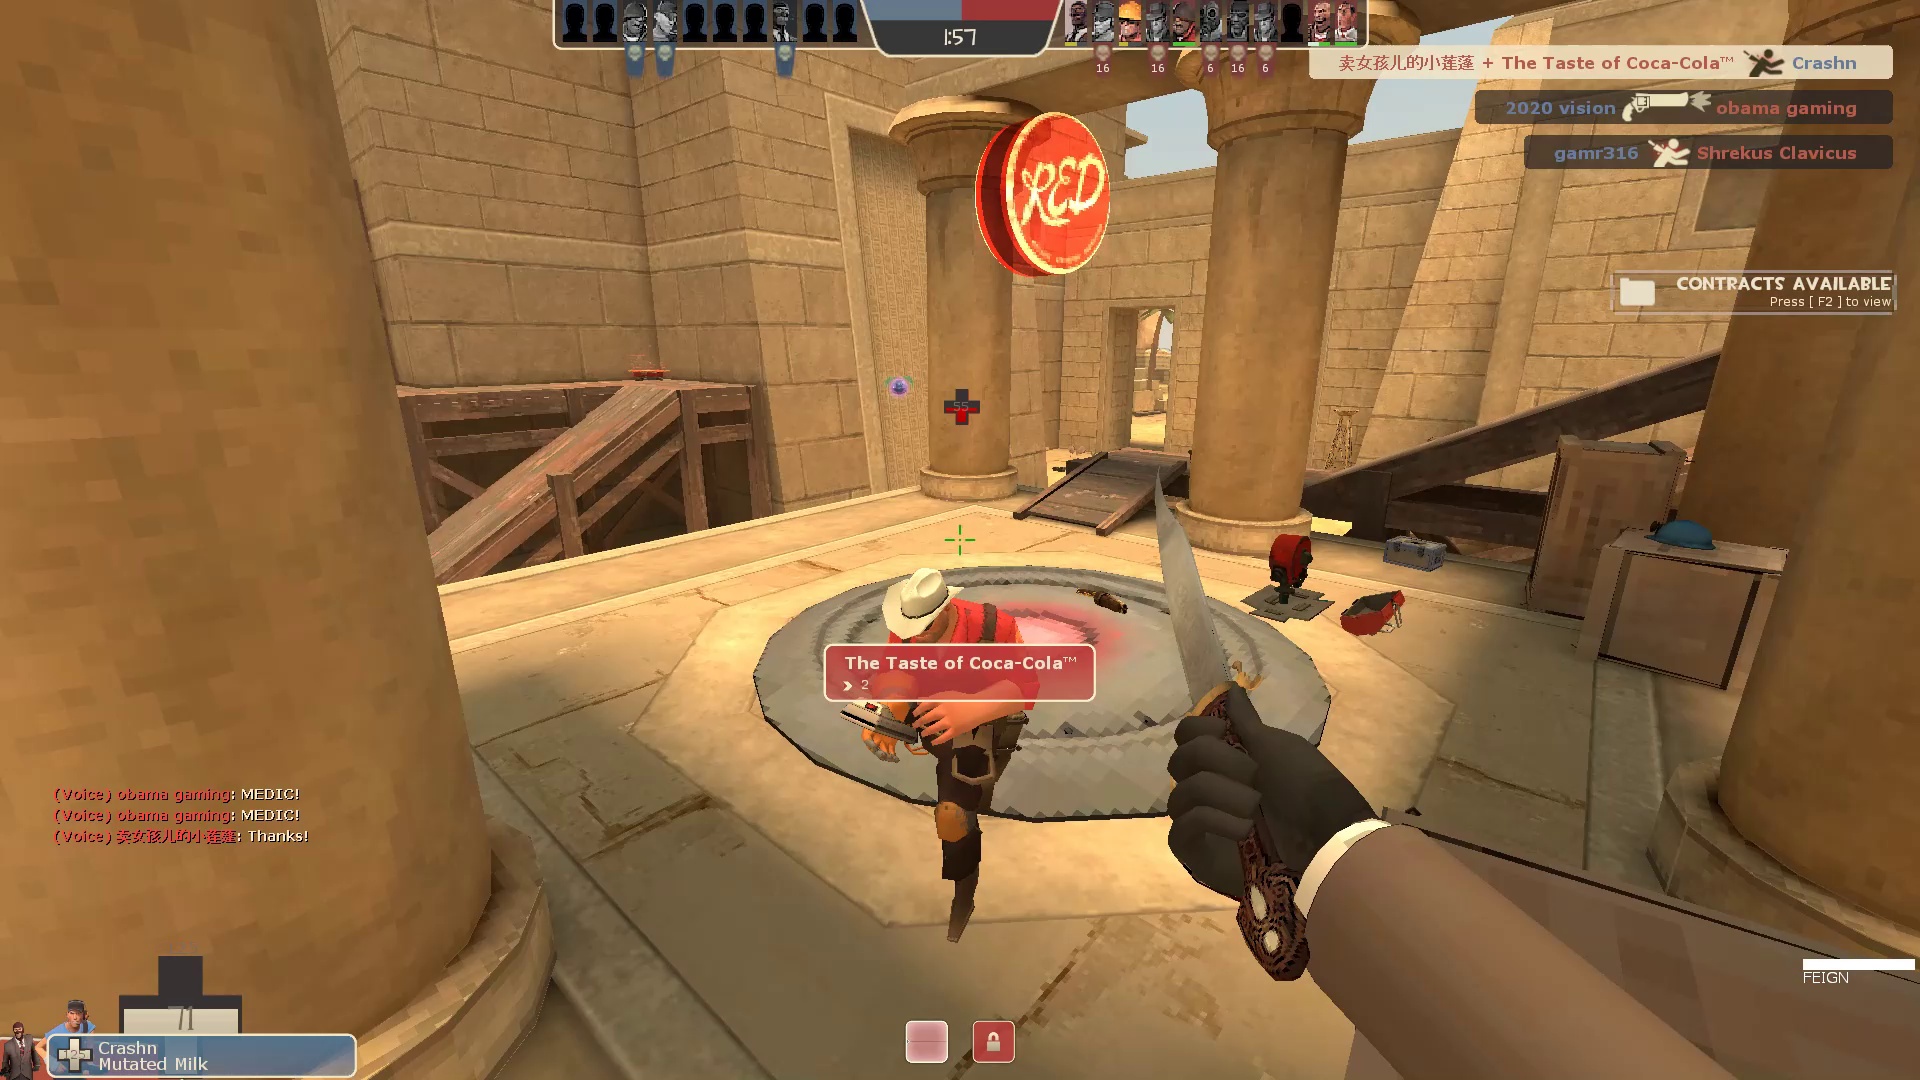 1:57
16 16 6 16 6
卖女孩儿的小莲蓬 + The Taste of Coca-Cola™ Crashn
2020 vision obama gaming
gamr316 Shrekus Clavicus
RED
CONTRACTS AVAILABLE
Press [ F2 ] to view
55
The Taste of Coca-Cola™
2
(Voice) obama gaming: MEDIC!
(Voice) obama gaming: MEDIC!
(Voice) 卖女孩儿的小莲蓬: Thanks!
FEIGN
71
125
Crashn
Mutated Milk